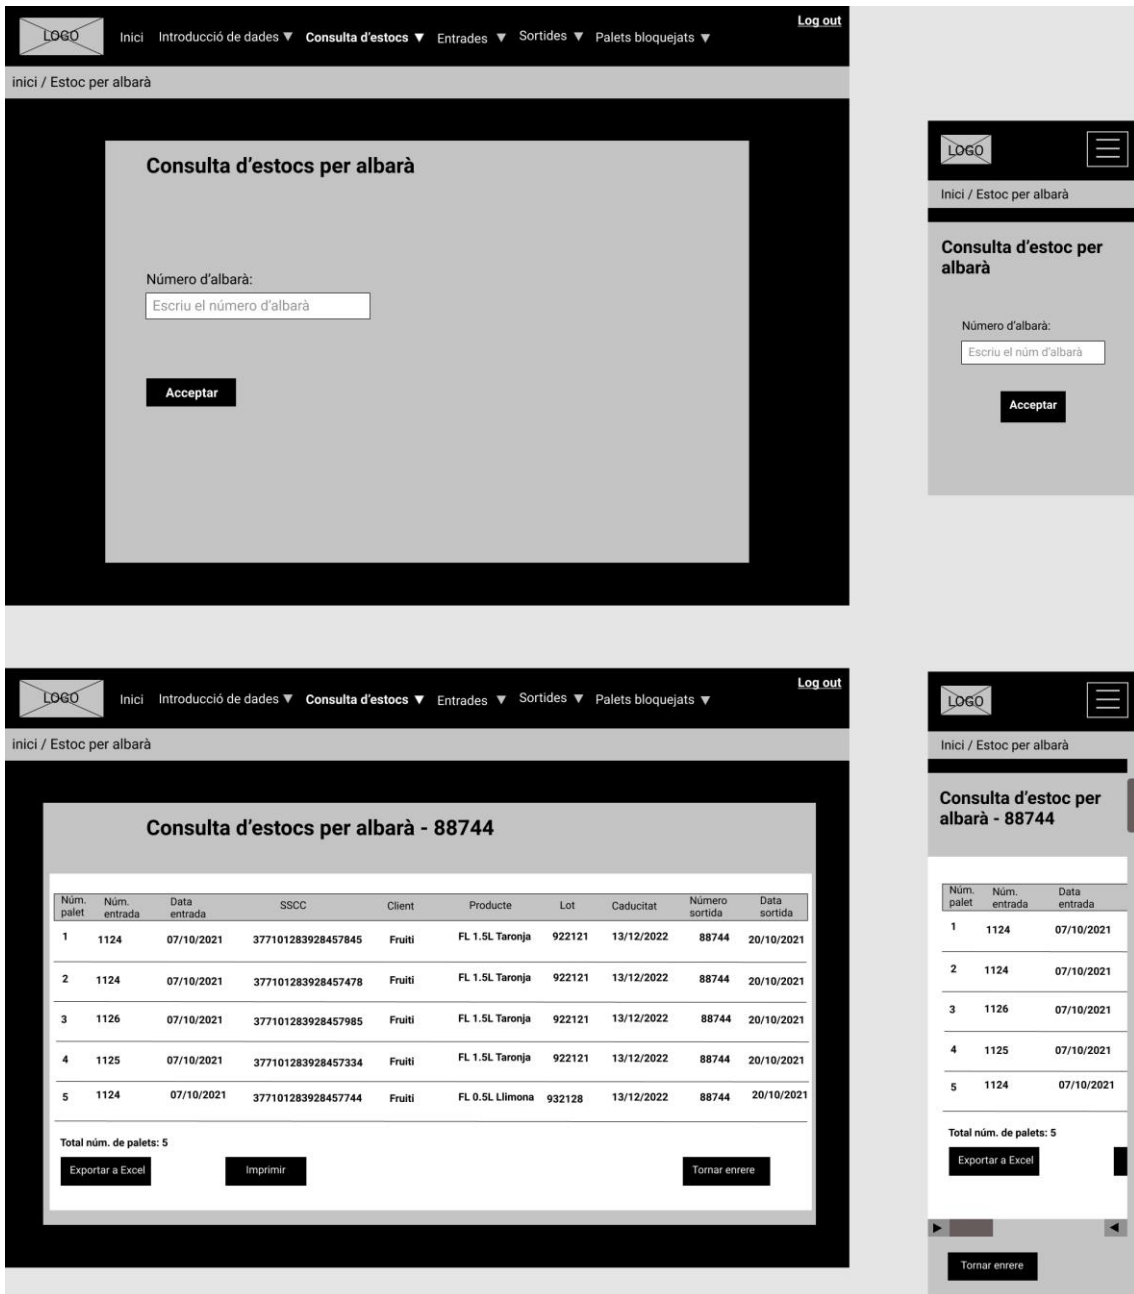 LOGO Inici Introducció de dades ▼ Consulta d'estocs ▼ Entrades ▼ Sortides ▼ Palets bloquejats ▼ Log out
inici / Estoc per albarà
Consulta d'estocs per albarà
Número d'albarà:
Escriu el número d'albarà
Acceptar
LOGO
Inici / Estoc per albarà
Consulta d'estoc per
albarà
Número d'albarà:
Escriu el núm d'albarà
Acceptar
LOGO Inici Introducció de dades ▼ Consulta d'estocs ▼ Entrades ▼ Sortides ▼ Palets bloquejats ▼ Log out
inici / Estoc per albarà
Consulta d'estocs per albarà - 88744
Núm. palet Núm. entrada Data entrada SSCC Client Producte Lot Caducitat Número sortida Data sortida
1 1124 07/10/2021 377101283928457845 Fruiti FL 1.5L Taronja 922121 13/12/2022 88744 20/10/2021
2 1124 07/10/2021 377101283928457478 Fruiti FL 1.5L Taronja 922121 13/12/2022 88744 20/10/2021
3 1126 07/10/2021 377101283928457985 Fruiti FL 1.5L Taronja 922121 13/12/2022 88744 20/10/2021
4 1125 07/10/2021 377101283928457334 Fruiti FL 1.5L Taronja 922121 13/12/2022 88744 20/10/2021
5 1124 07/10/2021 377101283928457744 Fruiti FL 0.5L Llimona 932128 13/12/2022 88744 20/10/2021
Total núm. de palets: 5
Exportar a Excel Imprimir Tornar enrere
LOGO
Inici / Estoc per albarà
Consulta d'estoc per
albarà - 88744
Núm. palet Núm. entrada Data entrada
1 1124 07/10/2021
2 1124 07/10/2021
3 1126 07/10/2021
4 1125 07/10/2021
5 1124 07/10/2021
Total núm. de palets: 5
Exportar a Excel
Tornar enrere